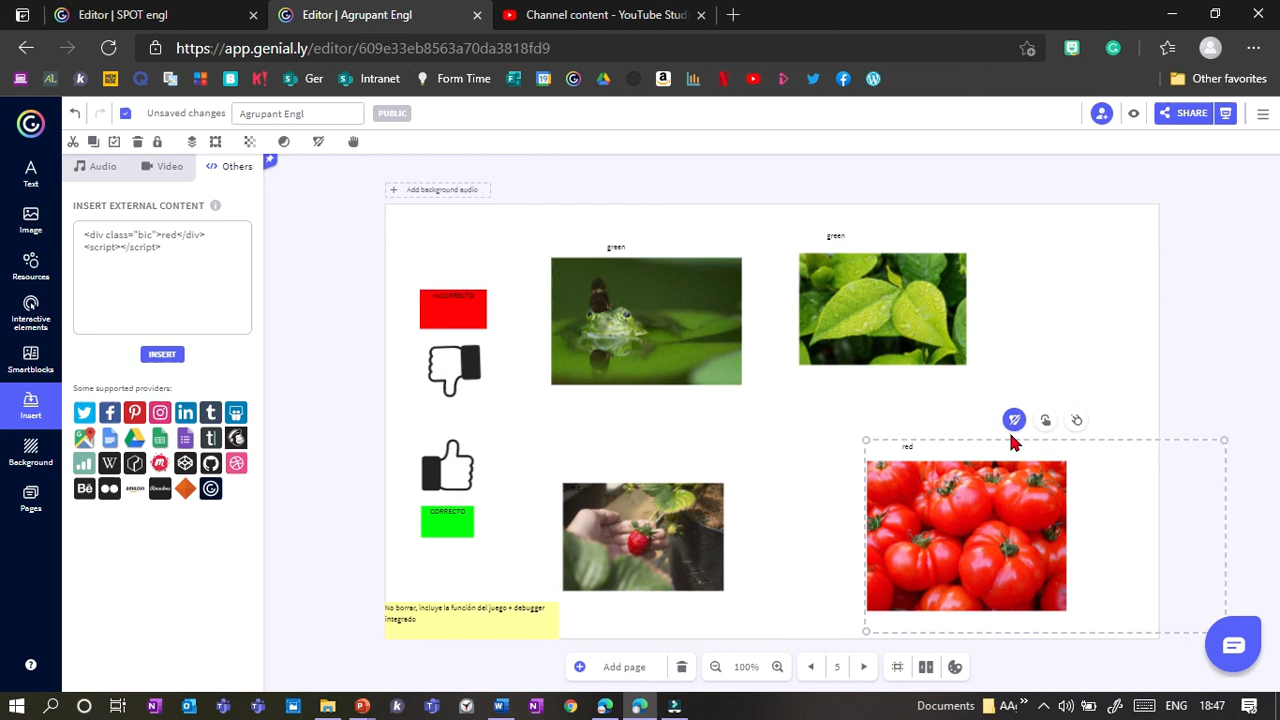 Editor | SPOT engl
Editor | Agrupant Engl
Channel content - YouTube Stud
https://app.genial.ly/editor/609e33eb8563a70da3818fd9
Ger
Intranet
Form Time
Other favorites
Unsaved changes
Agrupant Engl
PUBLIC
SHARE
Audio
Video
Others
Text
Image
Resources
Interactive
elements
Smartblocks
Insert
Background
Pages
INSERT EXTERNAL CONTENT
<div class="bic">red</div>
<script></script>
INSERT
Some supported providers:
Add background audio
green
green
INCORRECTO
red
CORRECTO
No borrar, incluye la función del juego + debugger
integrado
Add page
100%
5
Documents
ENG
18:47